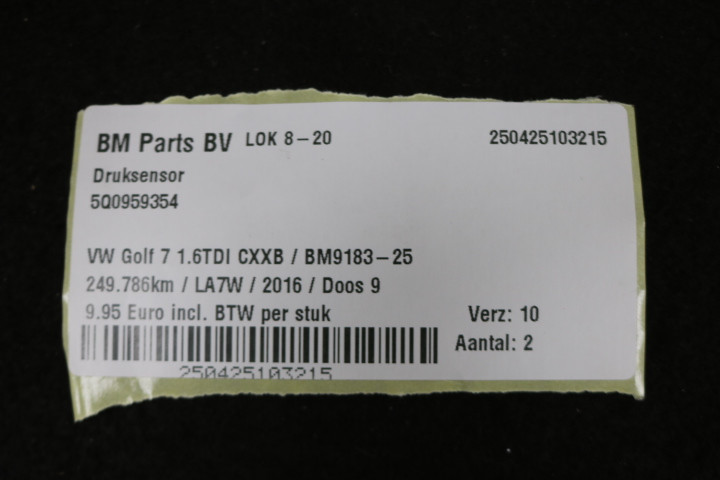 BM Parts BV LOK 8-20 250425103215
Druksensor
5Q0959354
VW Golf 7 1.6TDI CXXB / BM9183-25
249.786km / LA7W / 2016 / Doos 9
9.95 Euro incl. BTW per stuk Verz: 10
Aantal: 2
250425103215